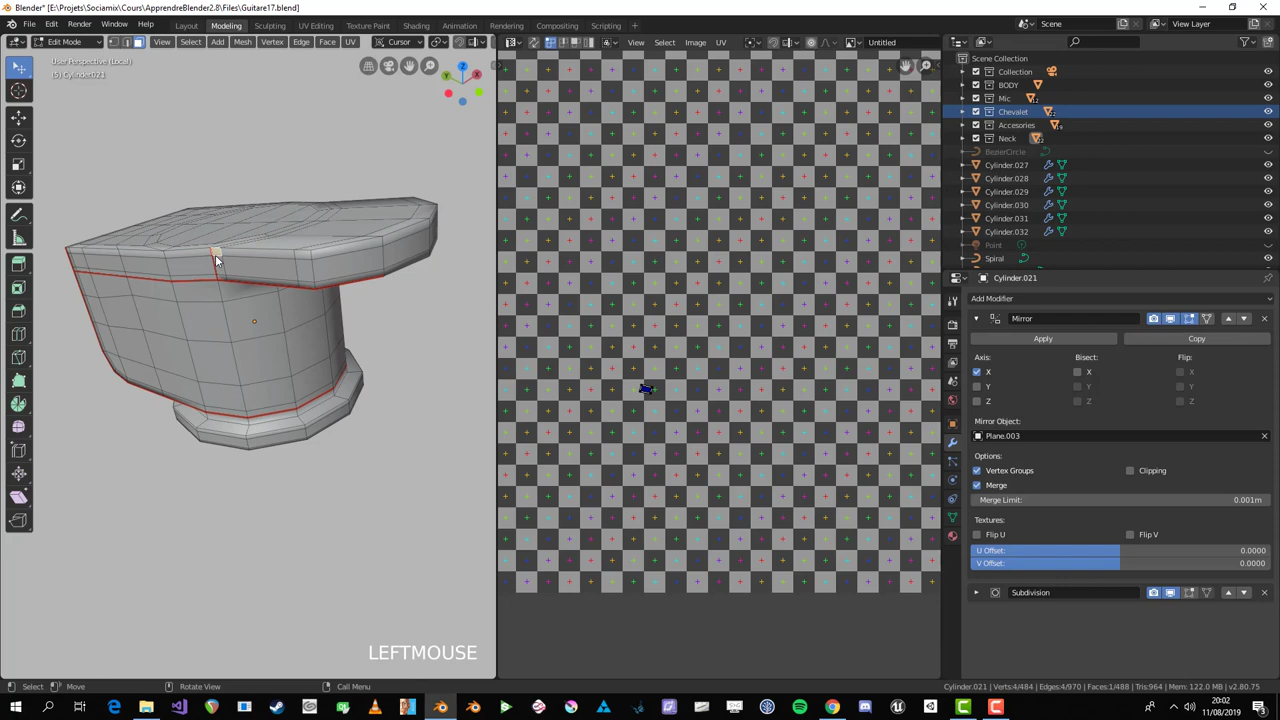 Blender* [E:\Projets\Sociamix\Cours\ApprendreBlender2.8\Files\Guitare17.blend]
File Edit Render Window Help Layout Modeling Sculpting UV Editing Texture Paint Shading Animation Rendering Compositing Scripting Scene View Layer
Edit Mode View Select Add Mesh Vertex Edge Face UV Cursor View Select Image UV Untitled
User Perspective (Local)
(5) Cylinder021
Scene Collection
Collection
BODY
Mic
Chevalet
Accesories
Neck
BezierCircle
Cylinder.027
Cylinder.028
Cylinder.029
Cylinder.030
Cylinder.031
Cylinder.032
Point
Spiral
Cylinder.021
Add Modifier
Mirror
Apply Copy
Axis: Bisect: Flip:
X X X
Y Y Y
Z Z Z
Mirror Object:
Plane.003
Options:
Vertex Groups Clipping
Merge
Merge Limit: 0.001m
Textures:
Flip U Flip V
U Offset: 0.0000
V Offset: 0.0000
Subdivision
LEFTMOUSE
Select Move Rotate View Call Menu Cylinder.021 | Verts:4/484 | Edges:4/970 | Faces:1/488 | Tris:964 | Mem: 122.0 MB | v2.80.75
20:02
11/08/2019